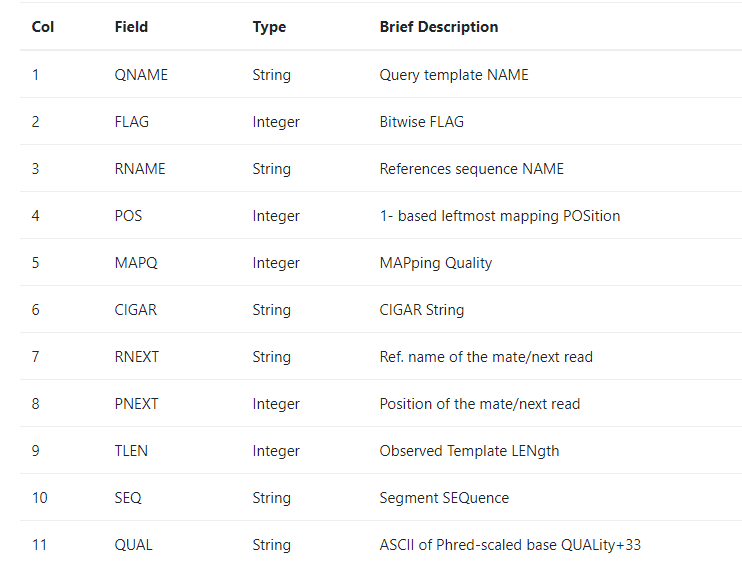 Col Field Type Brief Description
1 QNAME String Query template NAME
2 FLAG Integer Bitwise FLAG
3 RNAME String References sequence NAME
4 POS Integer 1- based leftmost mapping POSition
5 MAPQ Integer MAPping Quality
6 CIGAR String CIGAR String
7 RNEXT String Ref. name of the mate/next read
8 PNEXT Integer Position of the mate/next read
9 TLEN Integer Observed Template LENgth
10 SEQ String Segment SEQuence
11 QUAL String ASCII of Phred-scaled base QUALity+33